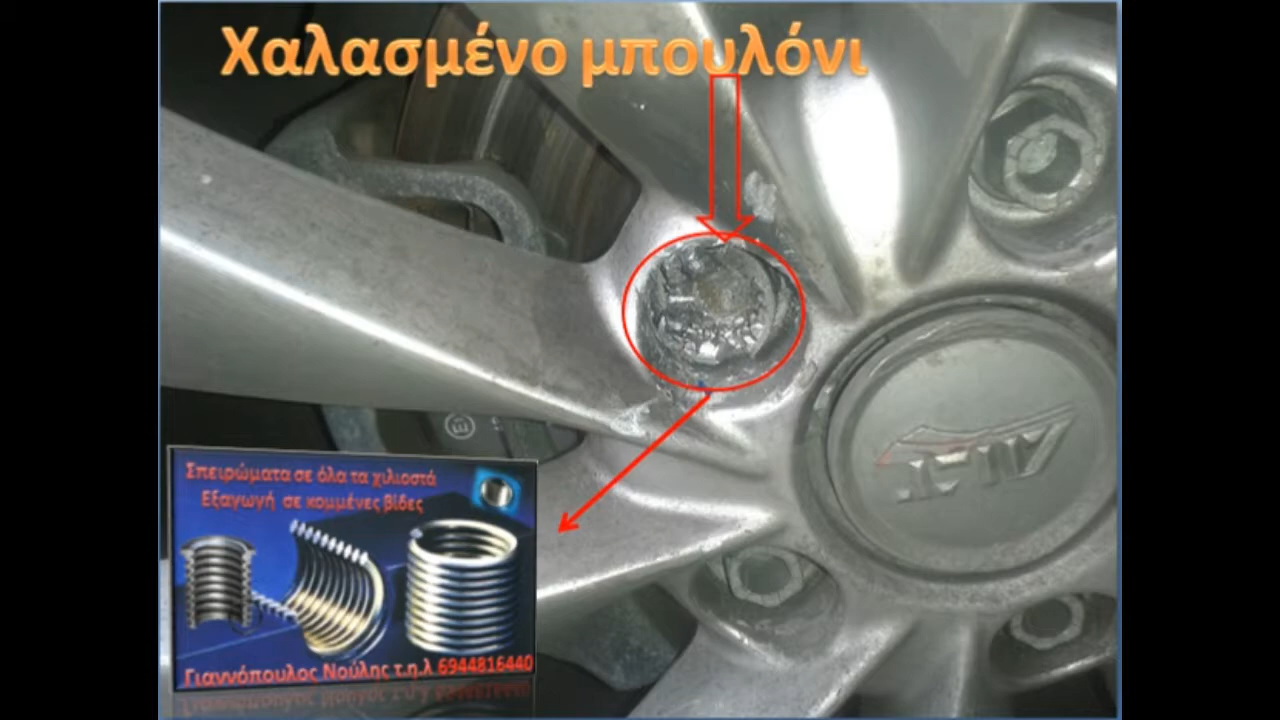 Χαλασμένο μπουλόνι
Σπειρώματα σε όλα τα χιλιοστά
Εξαγωγή σε κομμένες βίδες
Γιαννόπουλος Νούλης τ.η.λ 6944816440